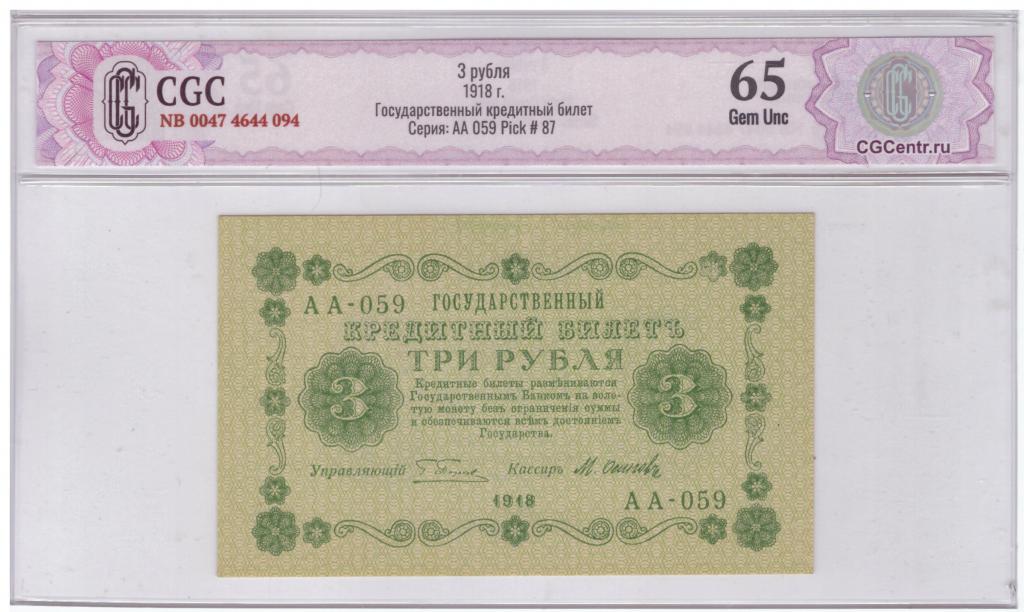 CGC
NB 0047 4644 094
3 рубля
1918 г.
Государственный кредитный билет
Серия: АА 059 Pick # 87
65
Gem Unc
CGCentr.ru
АА-059 ГОСУДАРСТВЕННЫЙ
КРЕДИТНЫЙ БИЛЕТЪ
ТРИ РУБЛЯ
3
3
Кредитные билеты размѣниваются
Государственнымъ Банкомъ на золо-
тую монету безъ ограниченія суммы
и обезпечиваются всѣмъ достояніемъ
Государства.
Управляющій
Кассиръ
1918
АА-059